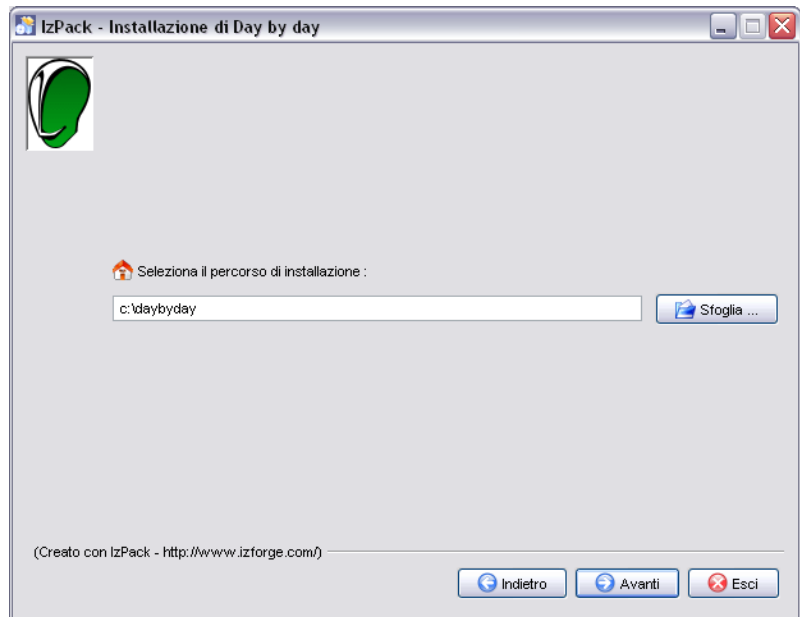 IzPack - Installazione di Day by day
Seleziona il percorso di installazione :
c:\daybyday
Sfoglia ...
(Creato con IzPack - http://www.izforge.com/)
Indietro
Avanti
Esci